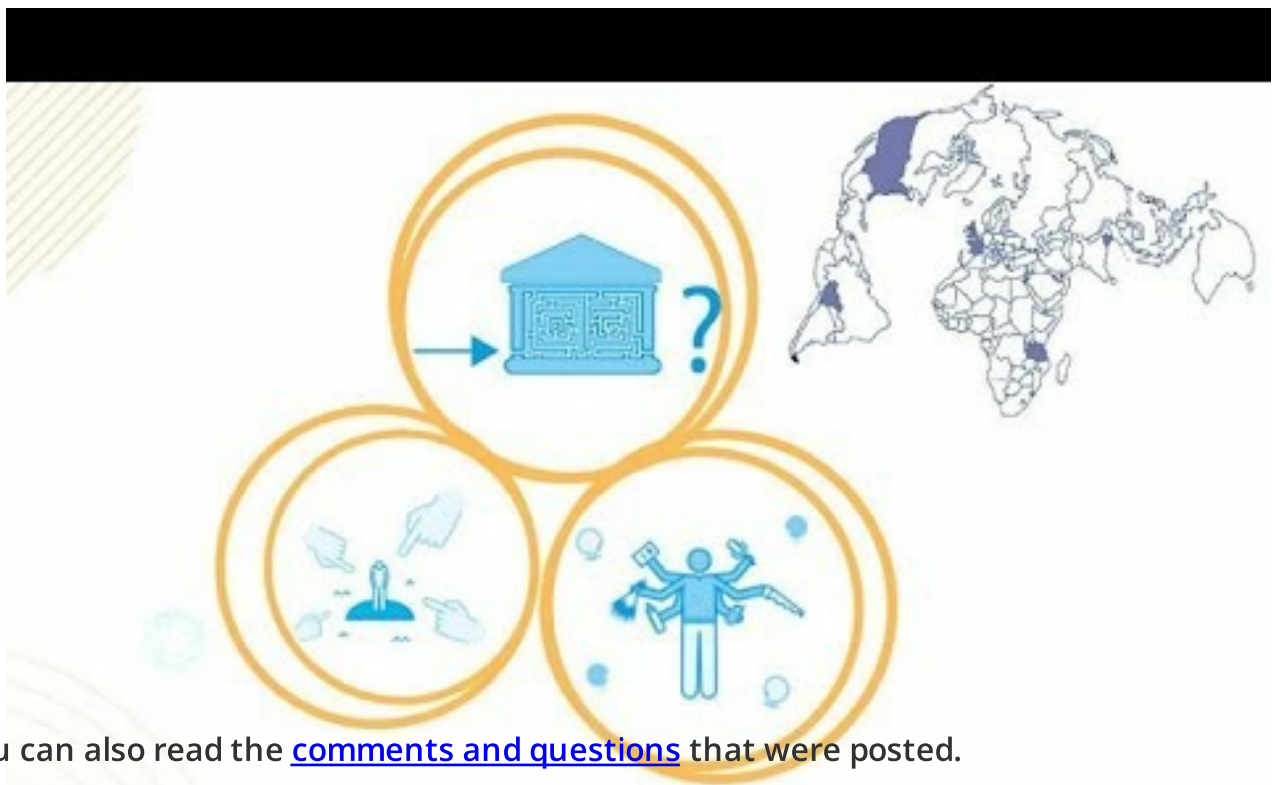 ?
u can also read the comments and questions that were posted.